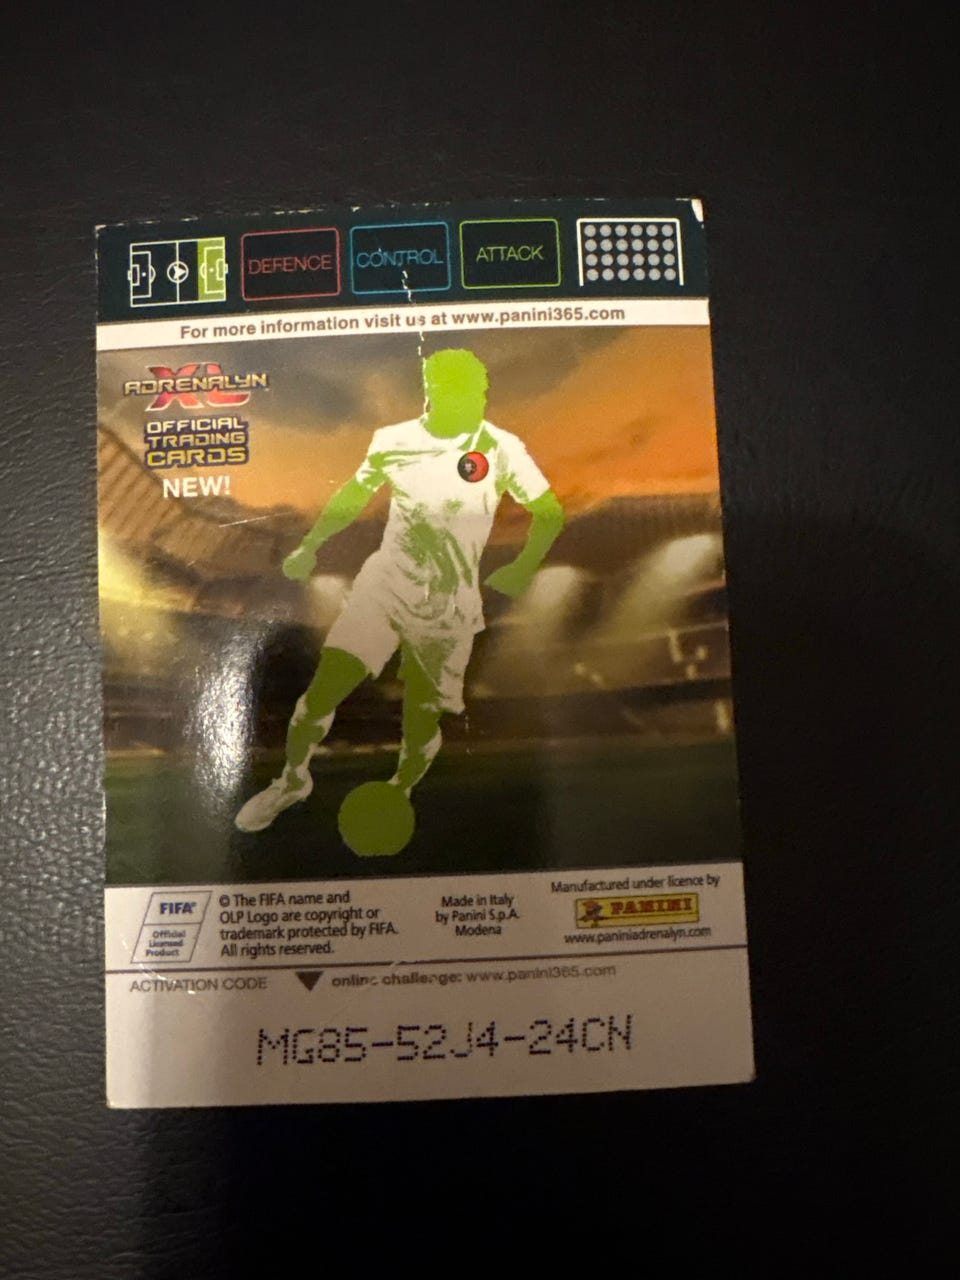 DEFENCE CONTROL ATTACK
For more information visit us at www.panini365.com
ADRENALYN XL
OFFICIAL
TRADING
CARDS
NEW!
FIFA®
Official
Licensed
Product
© The FIFA name and
OLP Logo are copyright or
trademark protected by FIFA.
All rights reserved.
Made in Italy
by Panini S.p.A.
Modena
Manufactured under licence by
PANINI
www.paniniadrenalyn.com
ACTIVATION CODE online challenge: www.panini365.com
MG85-52J4-24CN